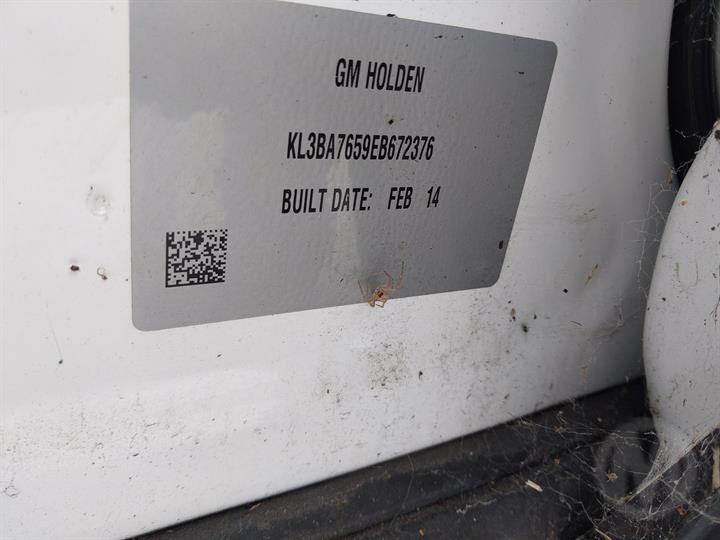 GM HOLDEN
KL3BA7659EB672376
BUILT DATE: FEB 14